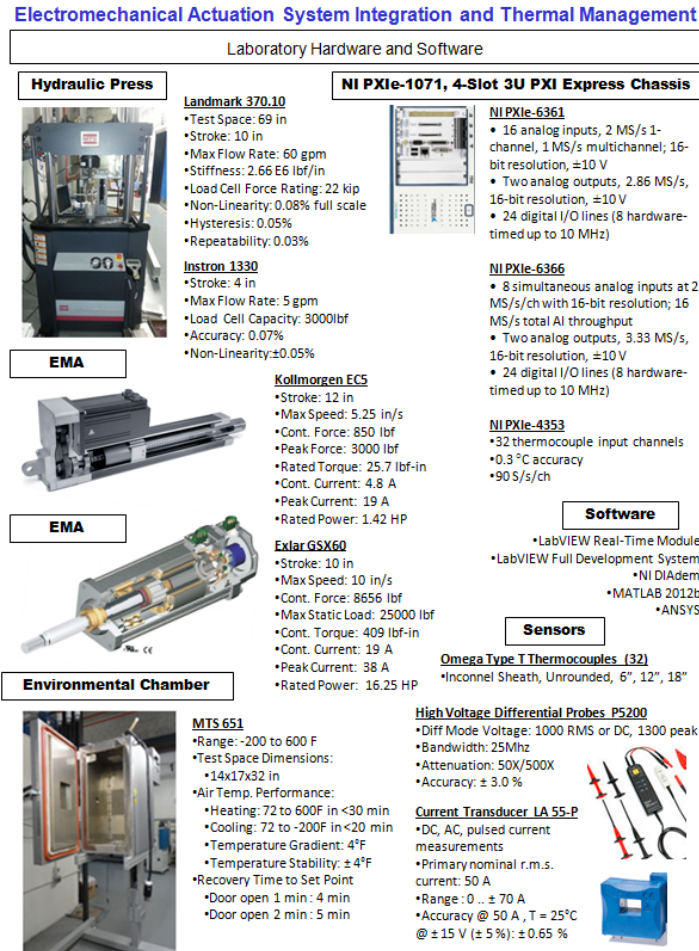 Electromechanical Actuation System Integration and Thermal Management
Laboratory Hardware and Software
Hydraulic Press
Landmark 370.10
•Test Space: 69 in
•Stroke: 10 in
•Max Flow Rate: 60 gpm
•Stiffness: 2.66 E6 lbf/in
•Load Cell Force Rating: 22 kip
•Non-Linearity: 0.08% full scale
•Hysteresis: 0.05%
•Repeatability: 0.03%
Instron 1330
•Stroke: 4 in
•Max Flow Rate: 5 gpm
•Load Cell Capacity: 3000lbf
•Accuracy: 0.07%
•Non-Linearity:±0.05%
EMA
Kollmorgen EC5
•Stroke: 12 in
•Max Speed: 5.25 in/s
•Cont. Force: 850 lbf
•Peak Force: 3000 lbf
•Rated Torque: 25.7 lbf-in
•Cont. Current: 4.8 A
•Peak Current: 19 A
•Rated Power: 1.42 HP
EMA
Exlar GSX60
•Stroke: 10 in
•Max Speed: 10 in/s
•Cont. Force: 8656 lbf
•Max Static Load: 25000 lbf
•Cont. Torque: 409 lbf-in
•Cont. Current: 19 A
•Peak Current: 38 A
•Rated Power: 16.25 HP
Environmental Chamber
MTS 651
•Range: -200 to 600 F
•Test Space Dimensions:
•14x17x32 in
•Air Temp. Performance:
•Heating: 72 to 600F in <30 min
•Cooling: 72 to -200F in <20 min
•Temperature Gradient: 4°F
•Temperature Stability: ± 4°F
•Recovery Time to Set Point
•Door open 1 min : 4 min
•Door open 2 min : 5 min
NI PXIe-1071, 4-Slot 3U PXI Express Chassis
NI PXIe-6361
• 16 analog inputs, 2 MS/s 1-
channel, 1 MS/s multichannel; 16-
bit resolution, ±10 V
• Two analog outputs, 2.86 MS/s,
16-bit resolution, ±10 V
• 24 digital I/O lines (8 hardware-
timed up to 10 MHz)
NI PXIe-6366
• 8 simultaneous analog inputs at 2
MS/s/ch with 16-bit resolution; 16
MS/s total AI throughput
• Two analog outputs, 3.33 MS/s,
16-bit resolution, ±10 V
• 24 digital I/O lines (8 hardware-
timed up to 10 MHz)
NI PXIe-4353
•32 thermocouple input channels
•0.3 °C accuracy
•90 S/s/ch
Software
•LabVIEW Real-Time Module
•LabVIEW Full Development System
•NI DIAdem
•MATLAB 2012b
•ANSYS
Sensors
Omega Type T Thermocouples (32)
•Inconnel Sheath, Unrounded, 6”, 12”, 18”
High Voltage Differential Probes P5200
•Diff Mode Voltage: 1000 RMS or DC, 1300 peak
•Bandwidth: 25Mhz
•Attenuation: 50X/500X
•Accuracy: ± 3.0 %
Current Transducer LA 55-P
•DC, AC, pulsed current
measurements
•Primary nominal r.m.s.
current: 50 A
•Range : 0 .. ± 70 A
•Accuracy @ 50 A , T = 25°C
@ ± 15 V (± 5 %): ± 0.65 %